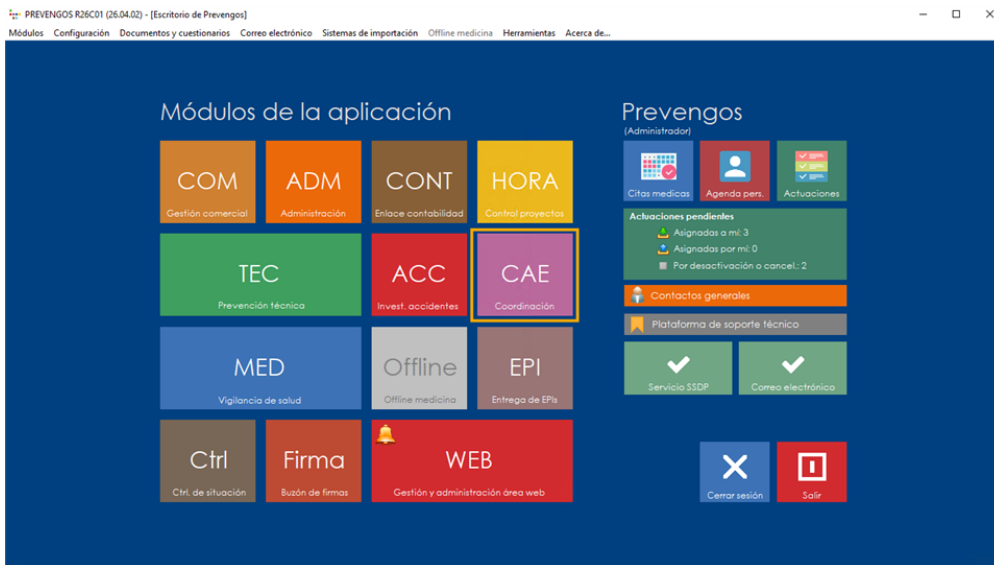 PREVENGOS R26C01 (26.04.02) - [Escritorio de Prevengos]
Módulos Configuración Documentos y cuestionarios Correo electrónico Sistemas de importación Offline medicina Herramientas Acerca de...
Módulos de la aplicación
COM
Gestión comercial
ADM
Administración
CONT
Enlace contabilidad
HORA
Control proyectos
TEC
Prevención técnica
ACC
Invest. accidentes
CAE
Coordinación
MED
Vigilancia de salud
Offline
Offline medicina
EPI
Entrega de EPIs
Ctrl
Ctrl. de situación
Firma
Buzón de firmas
WEB
Gestión y administración área web
Prevengos
(Administrador)
Citas medicas
Agenda pers.
Actuaciones
Actuaciones pendientes
Asignadas a mí: 3
Asignadas por mí: 0
Por desactivación o cancel.: 2
Contactos generales
Plataforma de soporte técnico
Servicio SSDP
Correo electrónico
Cerrar sesión
Salir